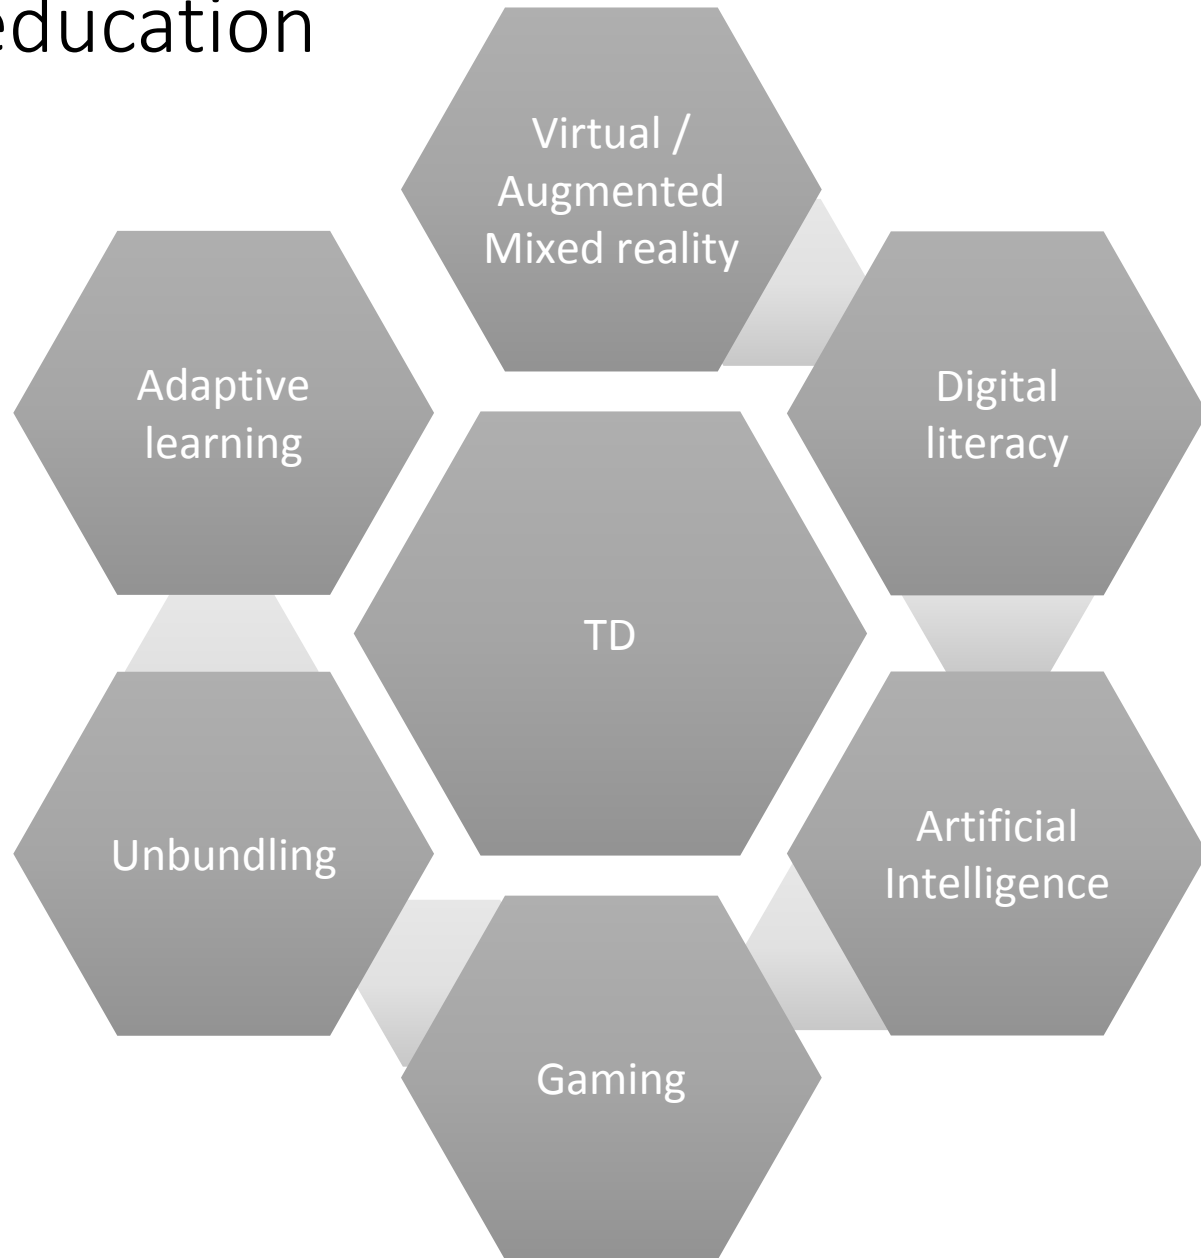 education
Virtual /
Augmented
Mixed reality
Adaptive
learning
Digital
literacy
TD
Unbundling
Artificial
Intelligence
Gaming